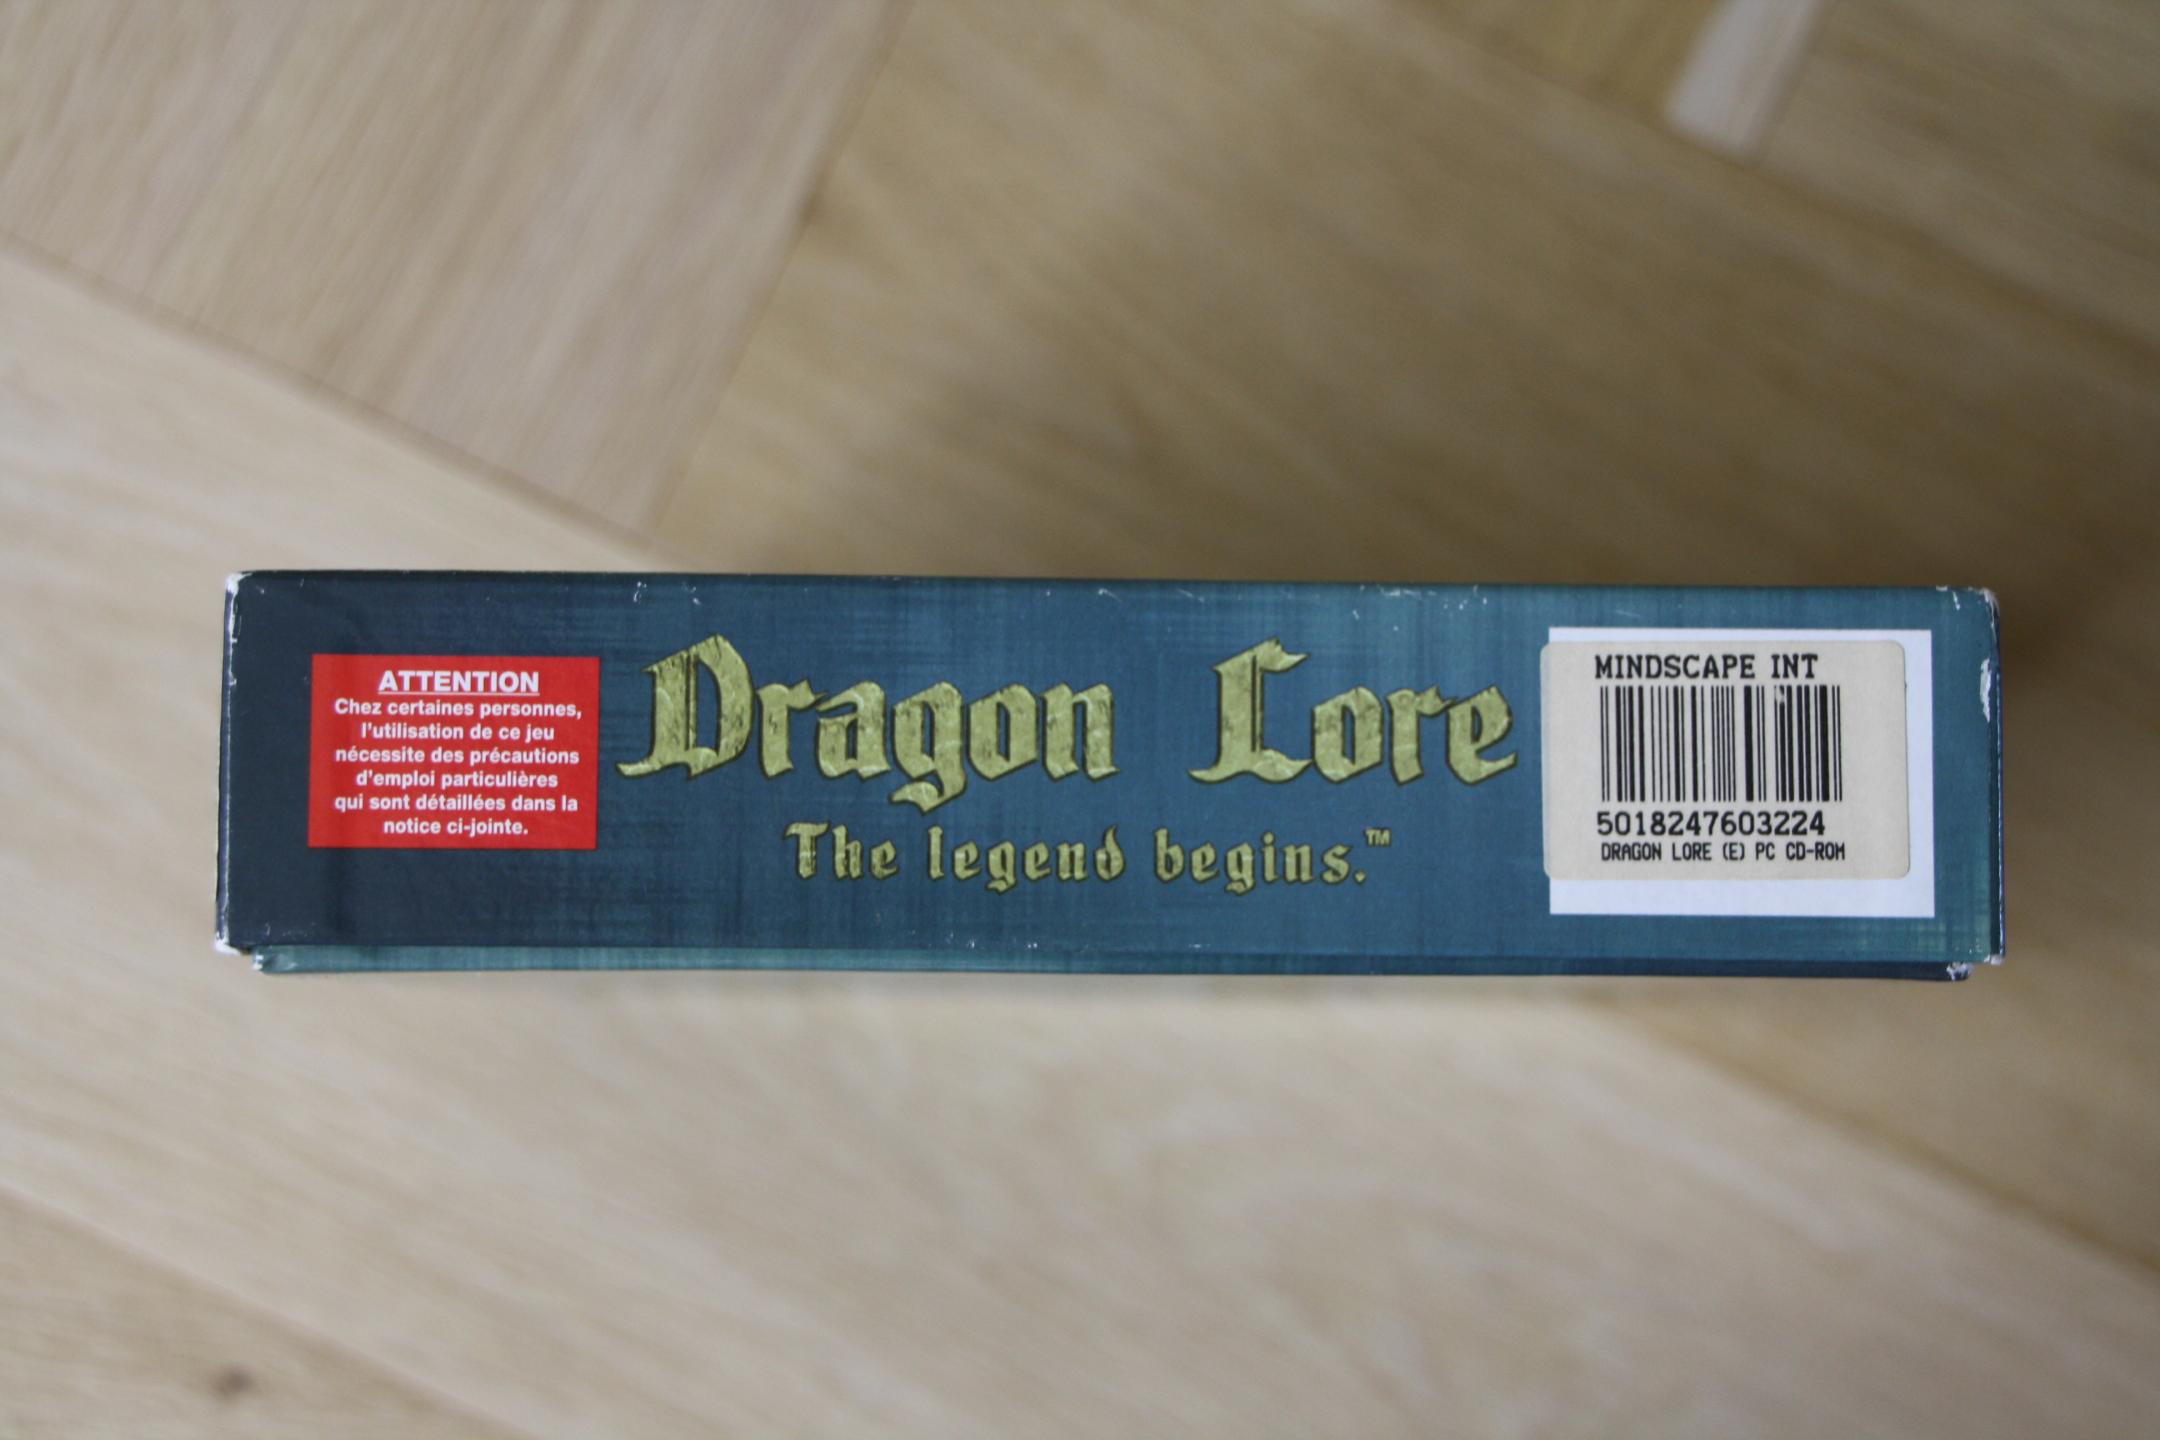 ATTENTION
Chez certaines personnes,
l'utilisation de ce jeu
nécessite des précautions
d'emploi particulières
qui sont détaillées dans la
notice ci-jointe.
Dragon Lore
The legend begins.™
MINDSCAPE INT
5018247603224
DRAGON LORE (E) PC CD-ROM